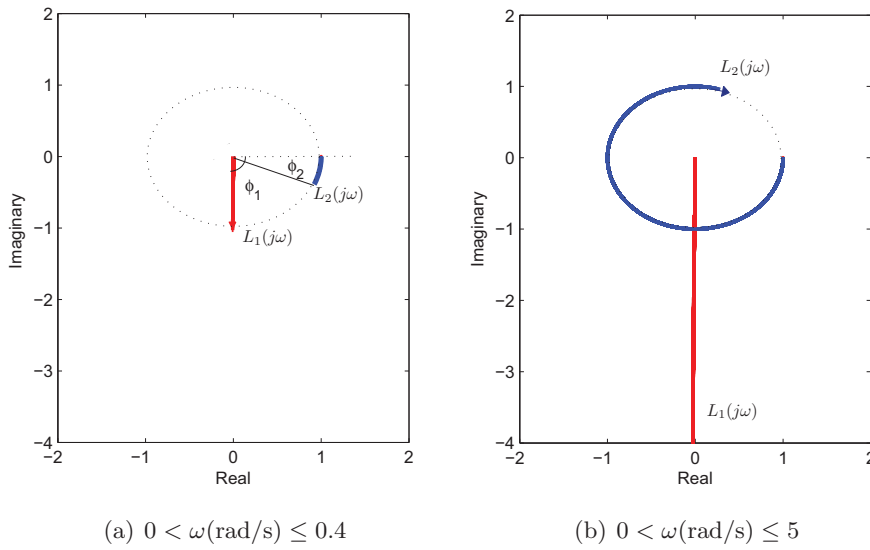 2
1
0
−1
−2
−3
−4
−2
−1
0
1
2
Real
Imaginary
ϕ1
ϕ2
L2(jω)
L1(jω)
(a) 0 < ω(rad/s) ≤ 0.4
2
1
0
−1
−2
−3
−4
−2
−1
0
1
2
Real
Imaginary
L2(jω)
L1(jω)
(b) 0 < ω(rad/s) ≤ 5